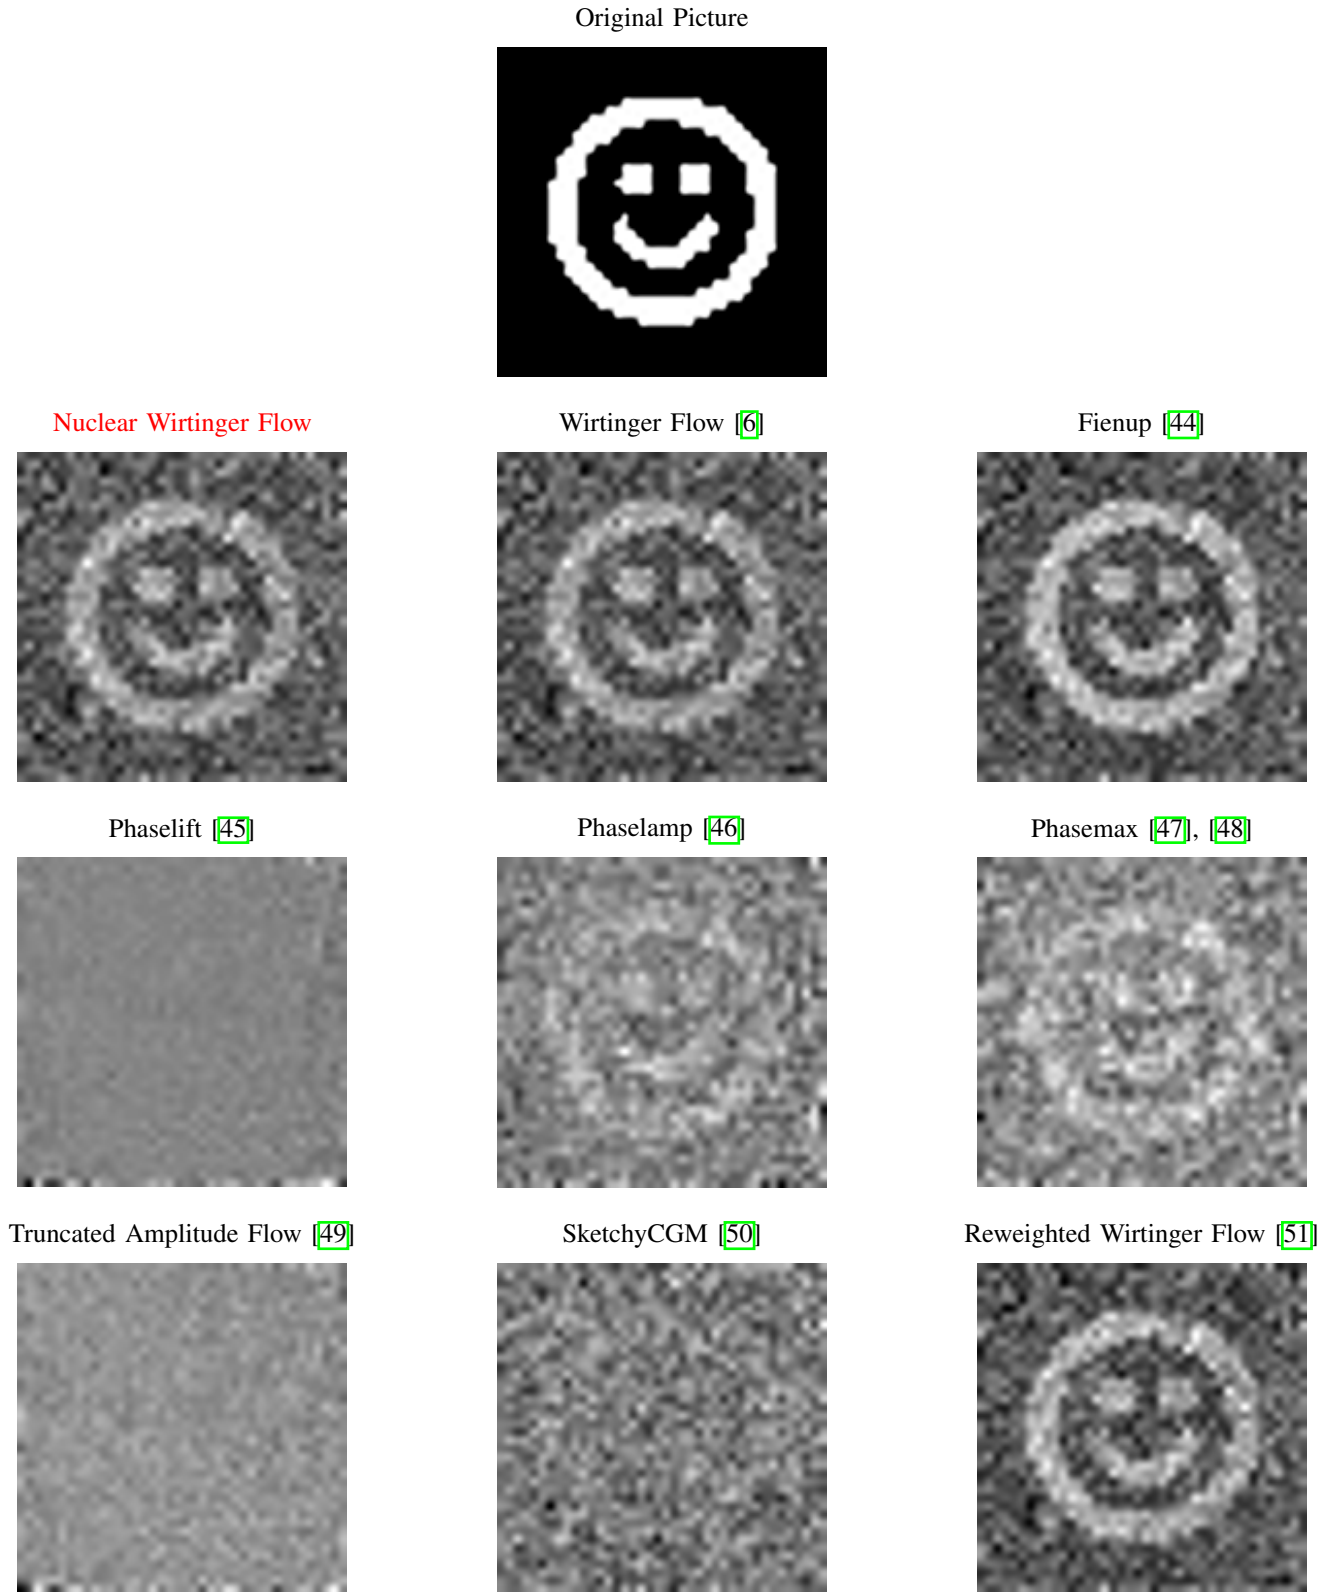 Original Picture
Nuclear Wirtinger Flow
Wirtinger Flow [6]
Fienup [44]
Phaselift [45]
Phaselamp [46]
Phasemax [47], [48]
Truncated Amplitude Flow [49]
SketchyCGM [50]
Reweighted Wirtinger Flow [51]